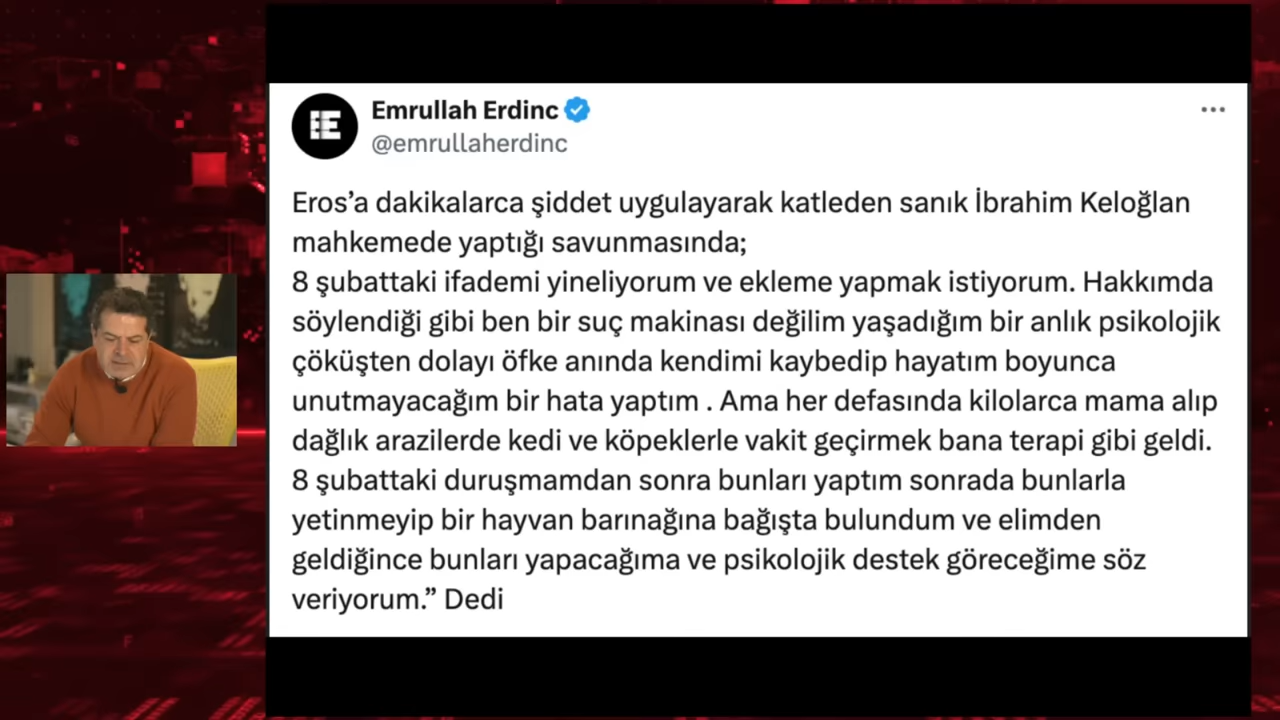 Emrullah Erdinc
@emrullaherdinc
Eros’a dakikalarca şiddet uygulayarak katleden sanık İbrahim Keloğlan
mahkemede yaptığı savunmasında;
8 şubattaki ifademi yineliyorum ve ekleme yapmak istiyorum. Hakkımda
söylendiği gibi ben bir suç makinası değilim yaşadığım bir anlık psikolojik
çöküşten dolayı öfke anında kendimi kaybedip hayatım boyunca
unutmayacağım bir hata yaptım . Ama her defasında kilolarca mama alıp
dağlık arazilerde kedi ve köpeklerle vakit geçirmek bana terapi gibi geldi.
8 şubattaki duruşmamdan sonra bunları yaptım sonrada bunlarla
yetinmeyip bir hayvan barınağına bağışta bulundum ve elimden
geldiğince bunları yapacağıma ve psikolojik destek göreceğime söz
veriyorum.” Dedi